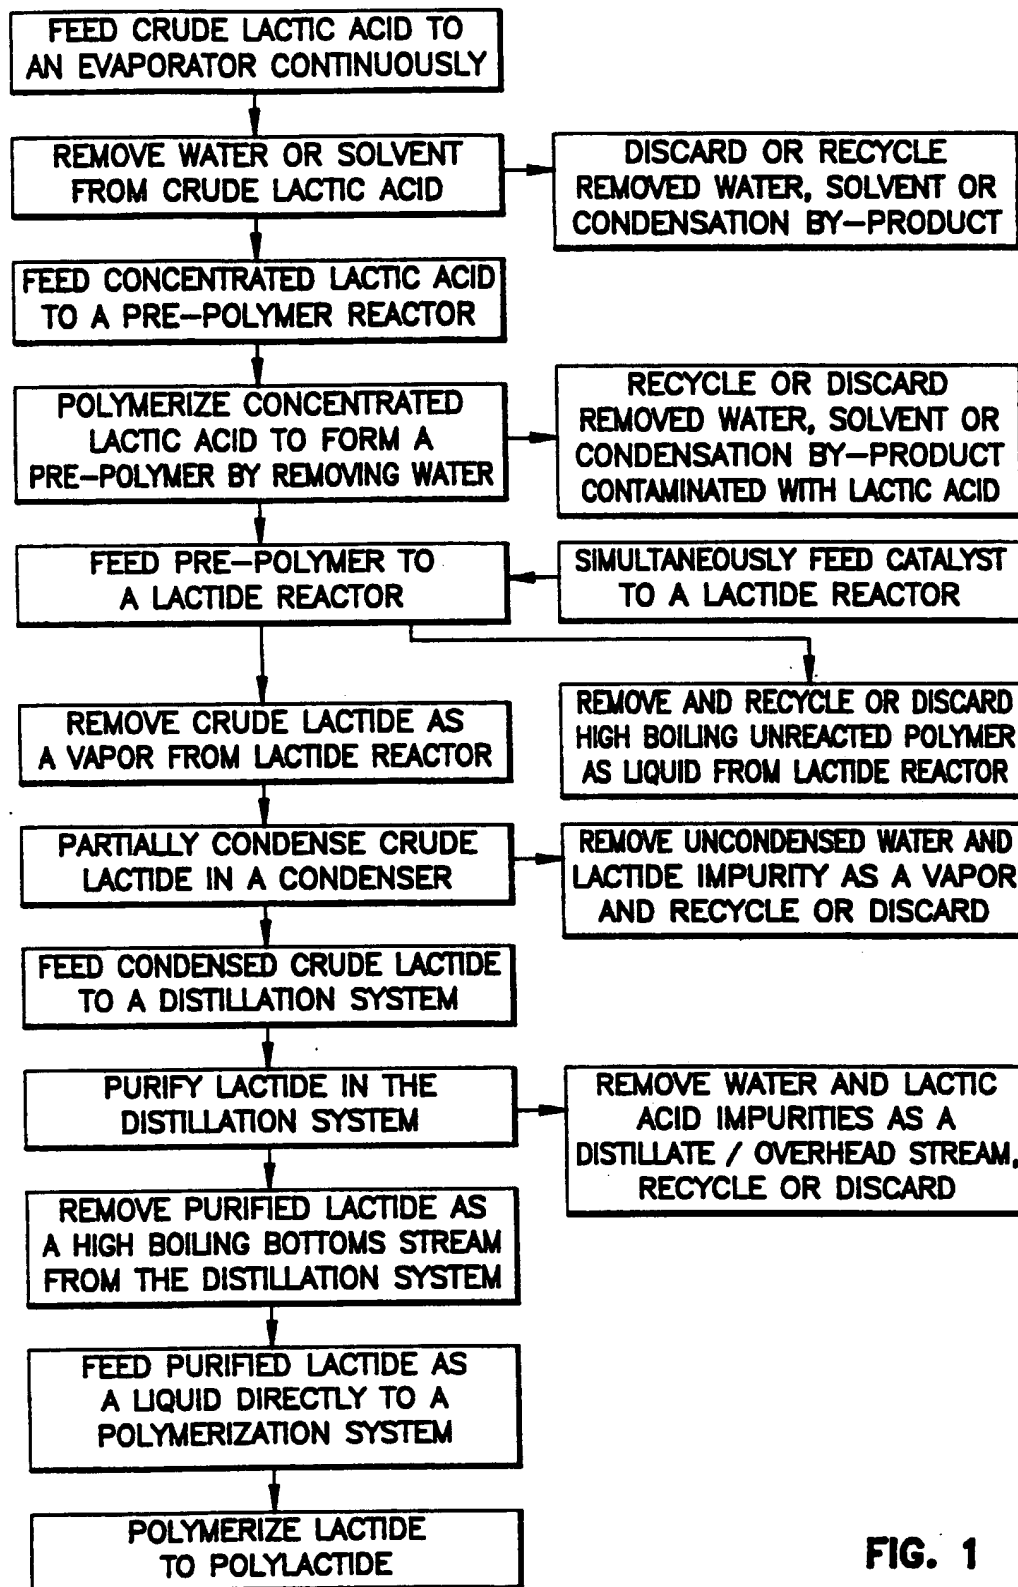 FEED CRUDE LACTIC ACID TO
AN EVAPORATOR CONTINUOUSLY
REMOVE WATER OR SOLVENT
FROM CRUDE LACTIC ACID
DISCARD OR RECYCLE
REMOVED WATER, SOLVENT OR
CONDENSATION BY–PRODUCT
FEED CONCENTRATED LACTIC ACID
TO A PRE–POLYMER REACTOR
POLYMERIZE CONCENTRATED
LACTIC ACID TO FORM A
PRE–POLYMER BY REMOVING WATER
RECYCLE OR DISCARD
REMOVED WATER, SOLVENT OR
CONDENSATION BY–PRODUCT
CONTAMINATED WITH LACTIC ACID
FEED PRE–POLYMER TO
A LACTIDE REACTOR
SIMULTANEOUSLY FEED CATALYST
TO A LACTIDE REACTOR
REMOVE CRUDE LACTIDE AS
A VAPOR FROM LACTIDE REACTOR
REMOVE AND RECYCLE OR DISCARD
HIGH BOILING UNREACTED POLYMER
AS LIQUID FROM LACTIDE REACTOR
PARTIALLY CONDENSE CRUDE
LACTIDE IN A CONDENSER
REMOVE UNCONDENSED WATER AND
LACTIDE IMPURITY AS A VAPOR
AND RECYCLE OR DISCARD
FEED CONDENSED CRUDE LACTIDE
TO A DISTILLATION SYSTEM
PURIFY LACTIDE IN THE
DISTILLATION SYSTEM
REMOVE WATER AND LACTIC
ACID IMPURITIES AS A
DISTILLATE / OVERHEAD STREAM,
RECYCLE OR DISCARD
REMOVE PURIFIED LACTIDE AS
A HIGH BOILING BOTTOMS STREAM
FROM THE DISTILLATION SYSTEM
FEED PURIFIED LACTIDE AS
A LIQUID DIRECTLY TO A
POLYMERIZATION SYSTEM
POLYMERIZE LACTIDE
TO POLYLACTIDE
FIG. 1